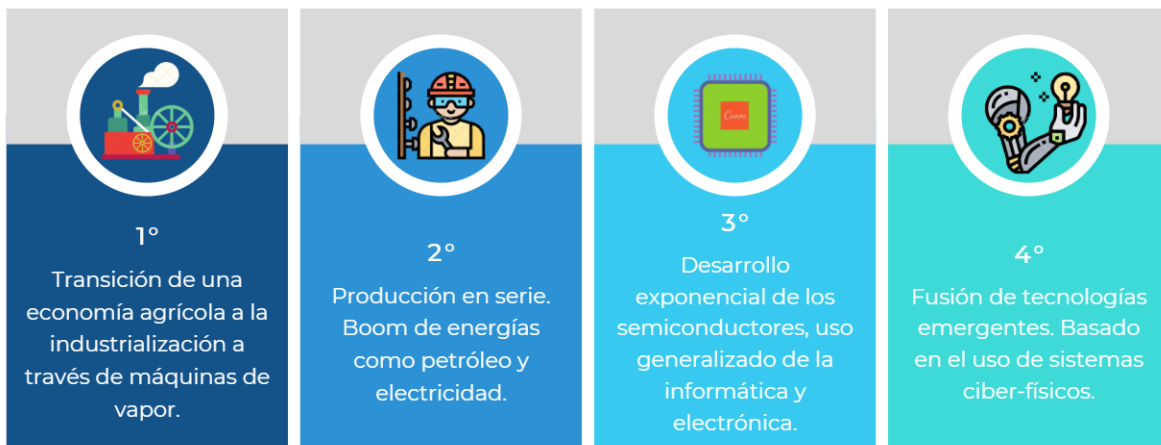 1°
Transición de una
economía agrícola a la
industrialización a
través de máquinas de
vapor.
2°
Producción en serie.
Boom de energías
como petróleo y
electricidad.
Canva
3°
Desarrollo
exponencial de los
semiconductores, uso
generalizado de la
informática y
electrónica.
4°
Fusión de tecnologías
emergentes. Basado
en el uso de sistemas
ciber-físicos.